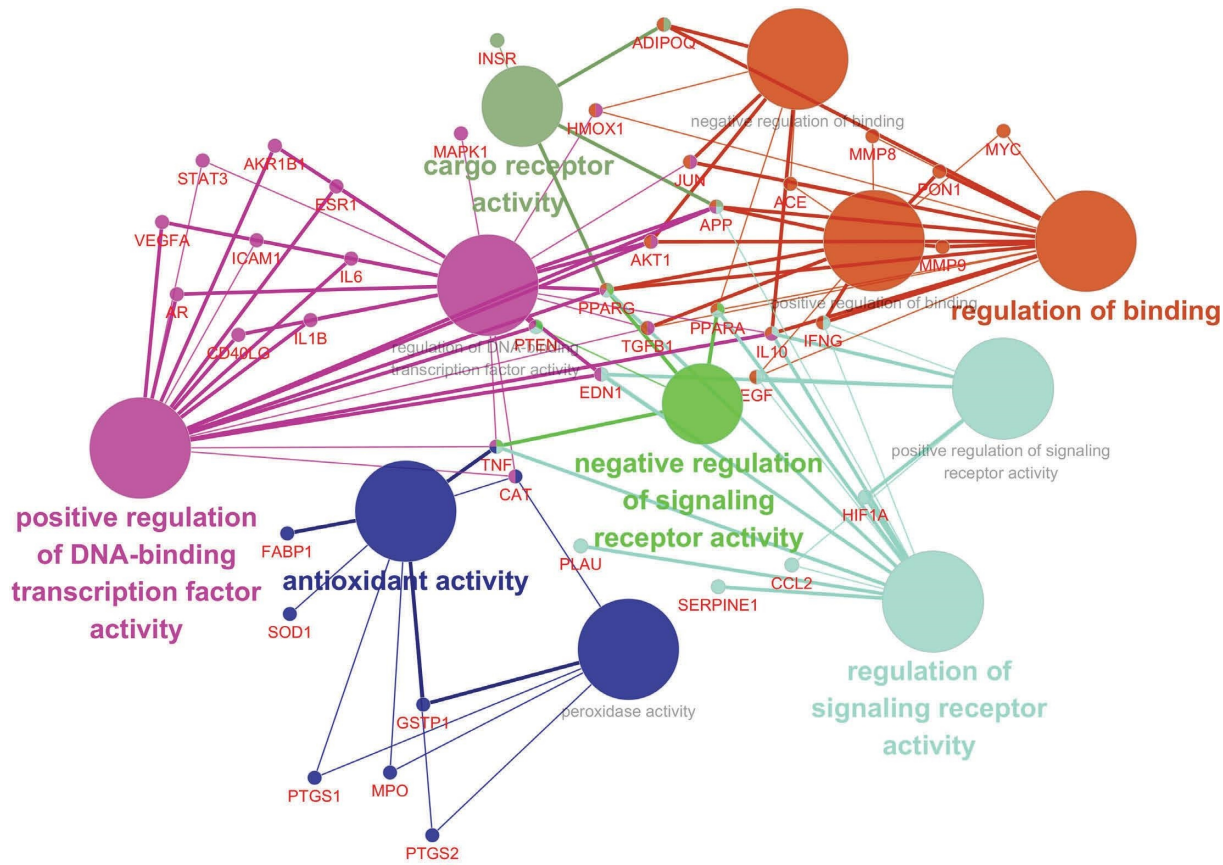 ADIPOQ
INSR
negative regulation of binding
HMOX1
MAPK1
MMP8
MYC
AKR1B1
STAT3
cargo receptor
activity
JUN
PON1
ESR1
ACE
APP
VEGFA
ICAM1
AKT1
MMP9
IL6
AR
PPARG
positive regulation of binding
regulation of binding
PPARA
IL1B
CD40LG
PTEN
TGFB1
IL10
IFNG
regulation of DNA-binding
transcription factor activity
EDN1
EGF
positive regulation of signaling
receptor activity
TNF
negative regulation
of signaling
receptor activity
CAT
HIF1A
positive regulation
of DNA-binding
transcription factor
activity
FABP1
antioxidant activity
PLAU
CCL2
SERPINE1
SOD1
regulation of
signaling receptor
activity
peroxidase activity
GSTP1
PTGS1
MPO
PTGS2